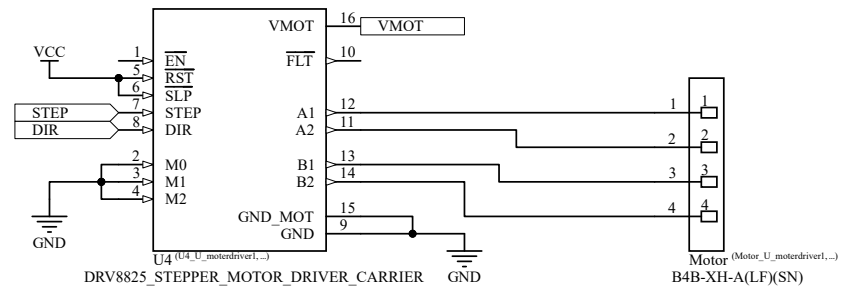 VMOT 16 VMOT
VCC
1 EN FLT 10
5 RST
6 SLP
STEP 7 STEP A1 12 1 1
DIR 8 DIR A2 11
2 2
2 M0 B1 13
3 M1 B2 14 3 3
4 M2
GND_MOT 15 4 4
GND 9
GND
U4 (U4_U_moterdriver1, ...) Motor (Motor_U_moterdriver1, ...)
DRV8825_STEPPER_MOTOR_DRIVER_CARRIER GND B4B-XH-A(LF)(SN)